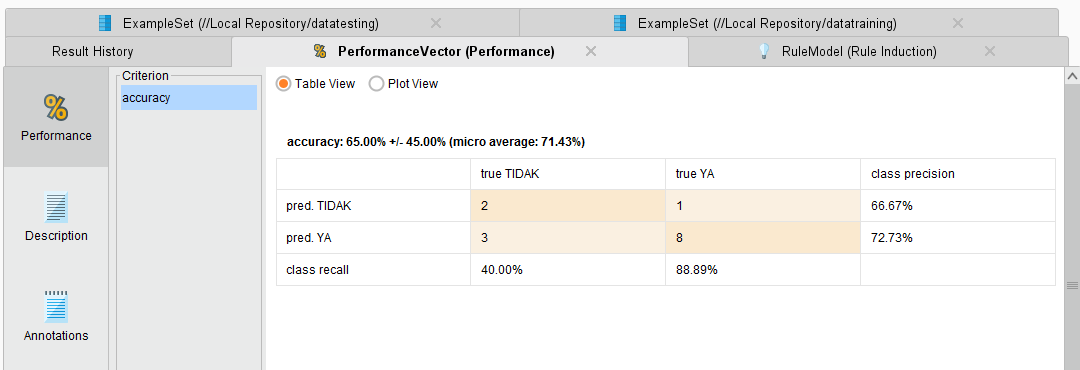 ExampleSet (//Local Repository/datatesting)
ExampleSet (//Local Repository/datatraining)
Result History
PerformanceVector (Performance)
RuleModel (Rule Induction)
Criterion
accuracy
Performance
Description
Annotations
Table View
Plot View
accuracy: 65.00% +/- 45.00% (micro average: 71.43%)
true TIDAK true YA class precision
pred. TIDAK 2 1 66.67%
pred. YA 3 8 72.73%
class recall 40.00% 88.89%